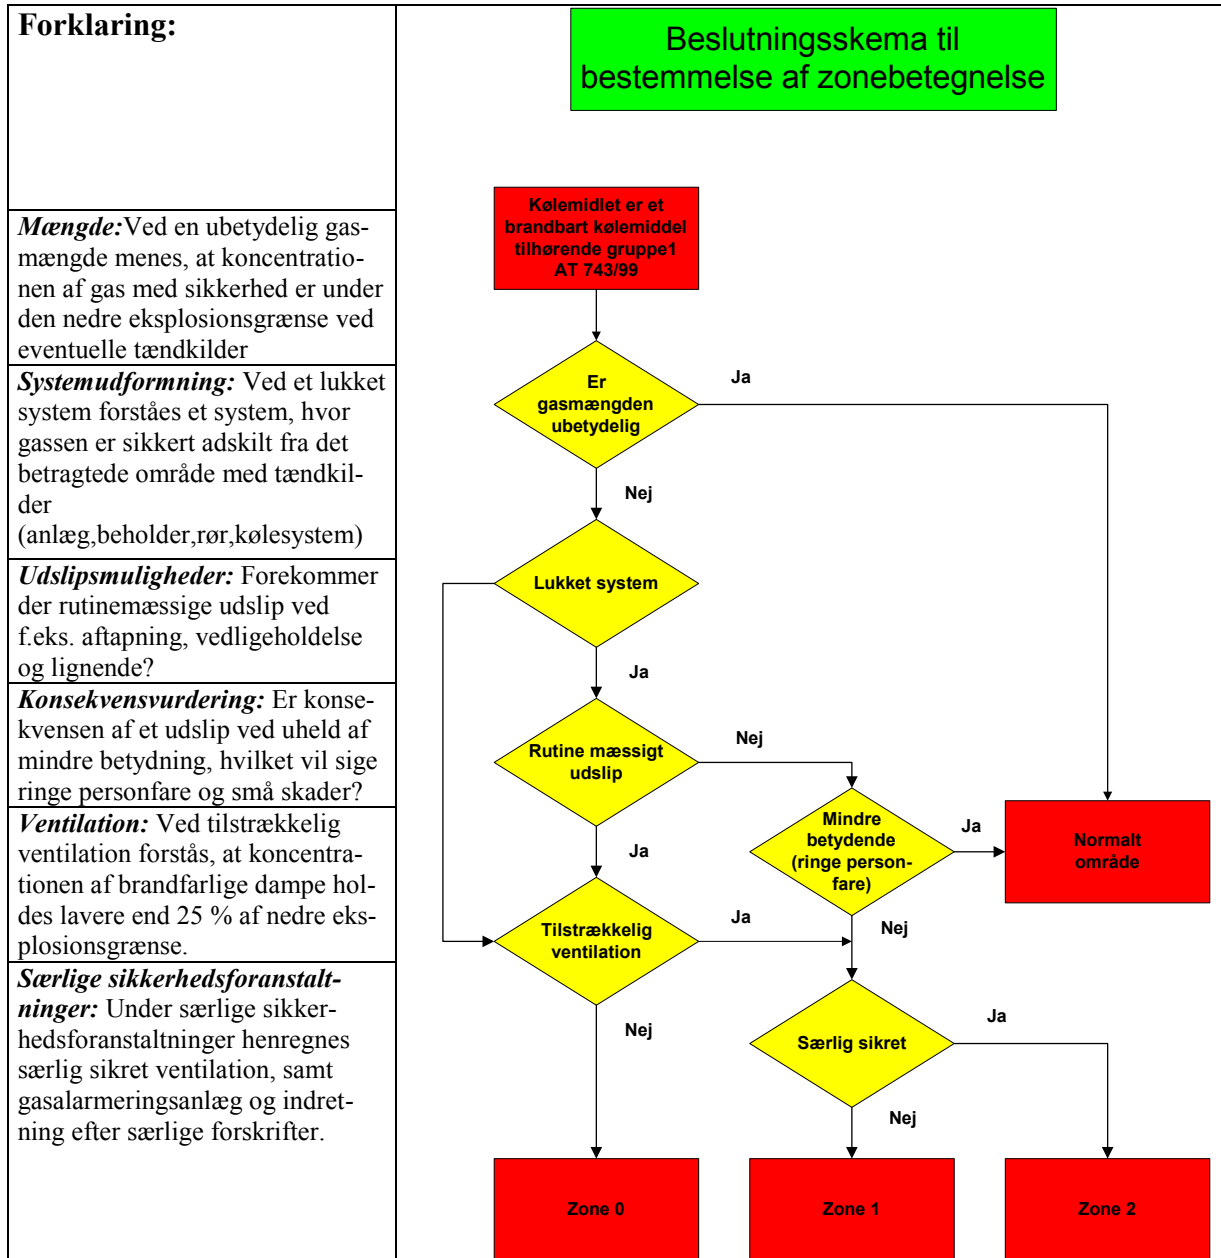 Forklaring:
Mængde:Ved en ubetydelig gas-
mængde menes, at koncentratio-
nen af gas med sikkerhed er under
den nedre eksplosionsgrænse ved
eventuelle tændkilder
Systemudformning: Ved et lukket
system forståes et system, hvor
gassen er sikkert adskilt fra det
betragtede område med tændkil-
der
(anlæg,beholder,rør,kølesystem)
Udslipsmuligheder: Forekommer
der rutinemæssige udslip ved
f.eks. aftapning, vedligeholdelse
og lignende?
Konsekvensvurdering: Er konse-
kvensen af et udslip ved uheld af
mindre betydning, hvilket vil sige
ringe personfare og små skader?
Ventilation: Ved tilstrækkelig
ventilation forstås, at koncentra-
tionen af brandfarlige dampe hol-
des lavere end 25 % af nedre eks-
plosionsgrænse.
Særlige sikkerhedsforanstalt-
ninger: Under særlige sikker-
hedsforanstaltninger henregnes
særlig sikret ventilation, samt
gasalarmeringsanlæg og indret-
ning efter særlige forskrifter.
Beslutningsskema til
bestemmelse af zonebetegnelse
Kølemidlet er et
brandbart kølemiddel
tilhørende gruppe1
AT 743/99
Er
gasmængden
ubetydelig
Ja
Nej
Lukket system
Ja
Rutine mæssigt
udslip
Nej
Ja
Mindre
betydende
(ringe person-
fare)
Ja
Normalt
område
Nej
Tilstrækkelig
ventilation
Ja
Nej
Særlig sikret
Ja
Nej
Zone 0
Zone 1
Zone 2